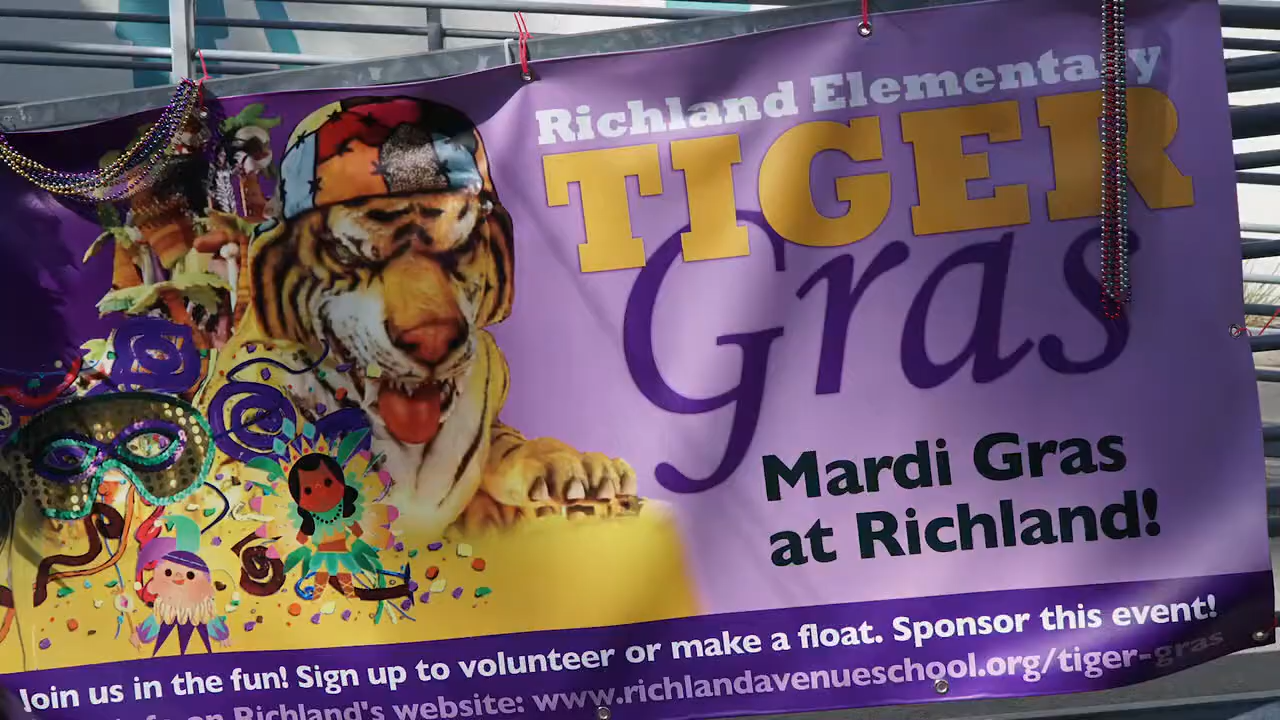 Richland Elementary
TIGER
Gras
Mardi Gras
at Richland!
Join us in the fun! Sign up to volunteer or make a float. Sponsor this event!
on Richland's website: www.richlandavenueschool.org/tiger-gras